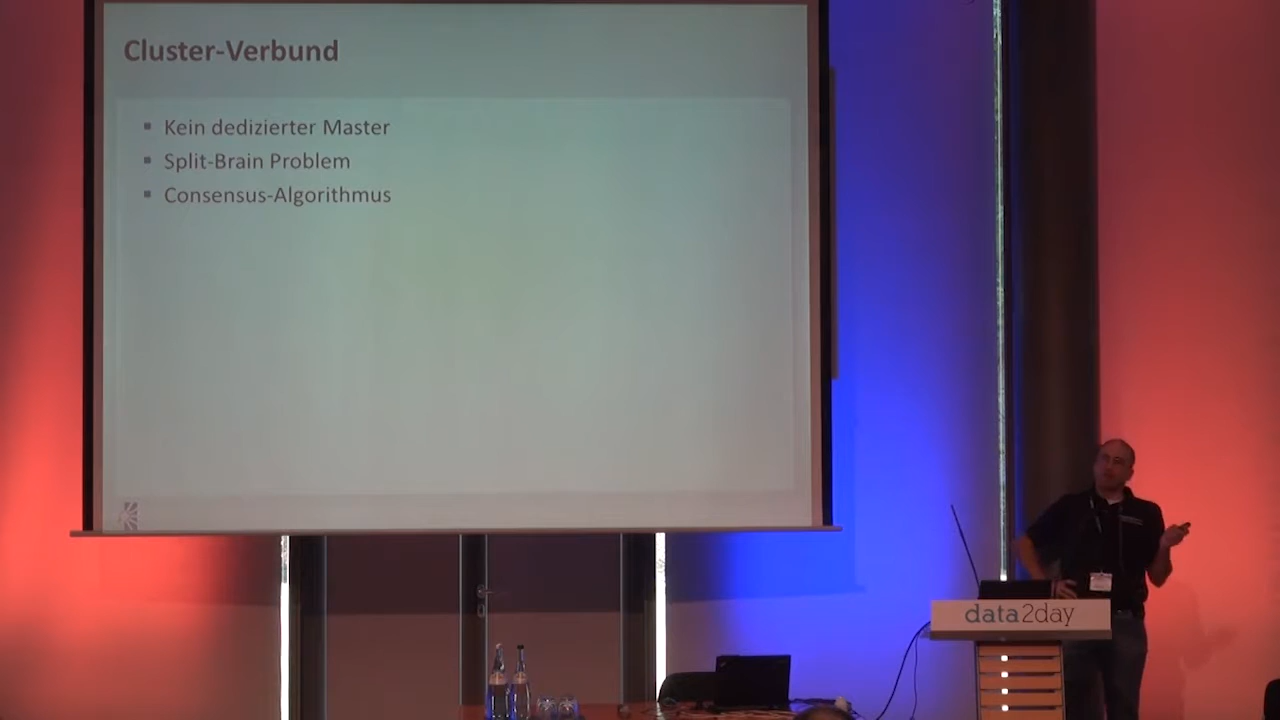 Cluster-Verbund
Kein dedizierter Master
Split-Brain Problem
Consensus-Algorithmus
data2day